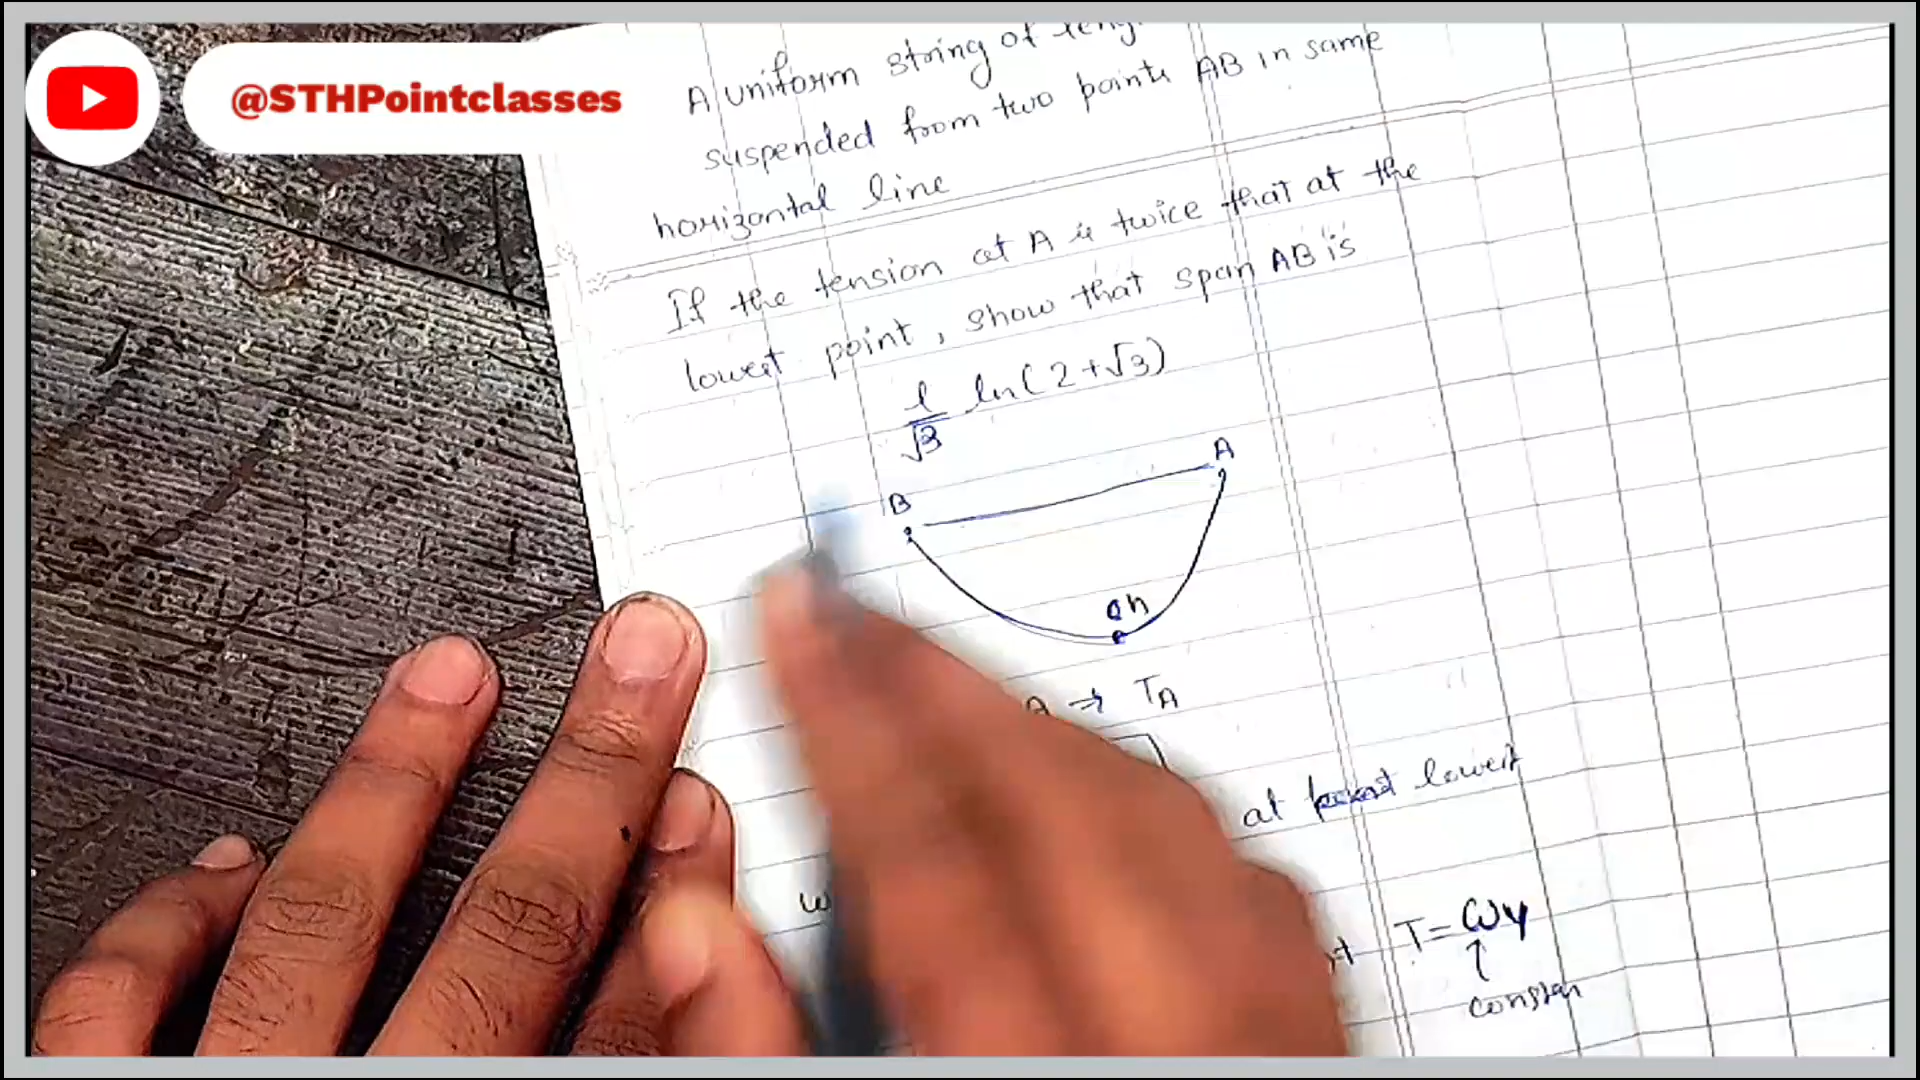 @STHPointclasses
A uniform string of
suspended from two points AB in same
horizontal line
If the tension at A is twice that at the
lowest point, show that span AB is
l/√3 ln(2+√3)
A
B
h
A → TA
at lowest
T = ωy
↑
constan